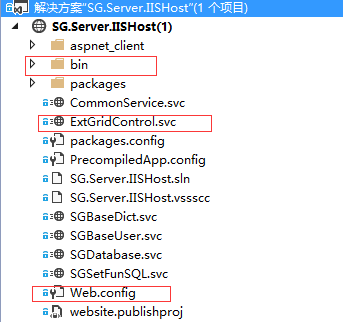 解决方案"SG.Server.IISHost"(1 个项目)
SG.Server.IISHost(1)
aspnet_client
bin
packages
CommonService.svc
ExtGridControl.svc
packages.config
PrecompiledApp.config
SG.Server.IISHost.sln
SG.Server.IISHost.vssscc
SGBaseDict.svc
SGBaseUser.svc
SGDatabase.svc
SGSetFunSQL.svc
Web.config
website.publishproj